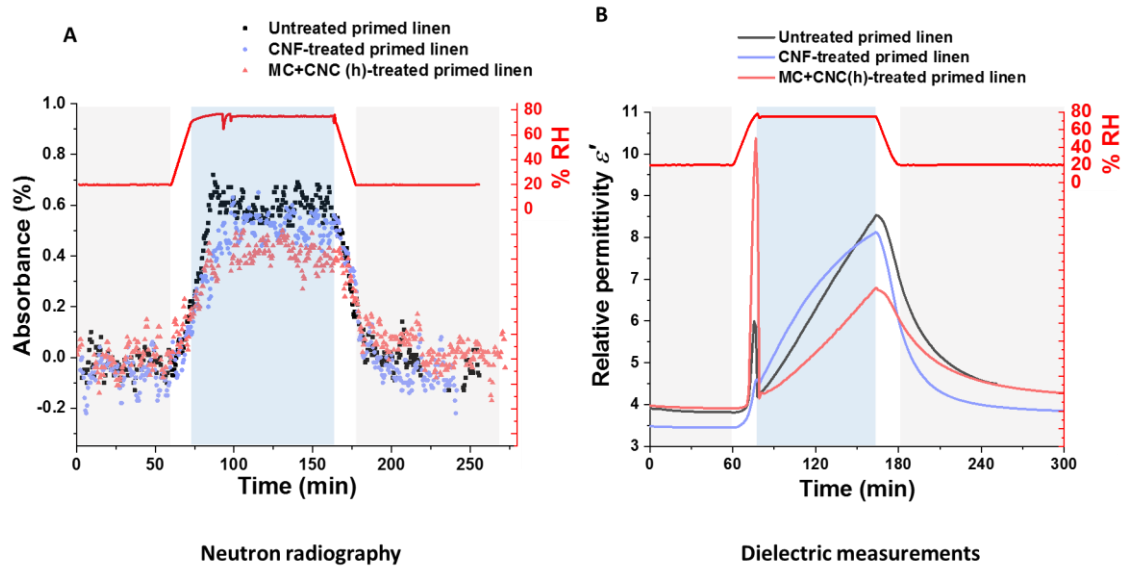 A
Untreated primed linen
CNF-treated primed linen
MC+CNC (h)-treated primed linen
1.0
0.8
0.6
0.4
0.2
0.0
-0.2
Absorbance (%)
80
60
40
20
0
% RH
0 50 100 150 200 250
Time (min)
Neutron radiography
B
Untreated primed linen
CNF-treated primed linen
MC+CNC(h)-treated primed linen
11
10
9
8
7
6
5
4
3
Relative permittivity ε'
80
60
40
20
0
% RH
0 60 120 180 240 300
Time (min)
Dielectric measurements